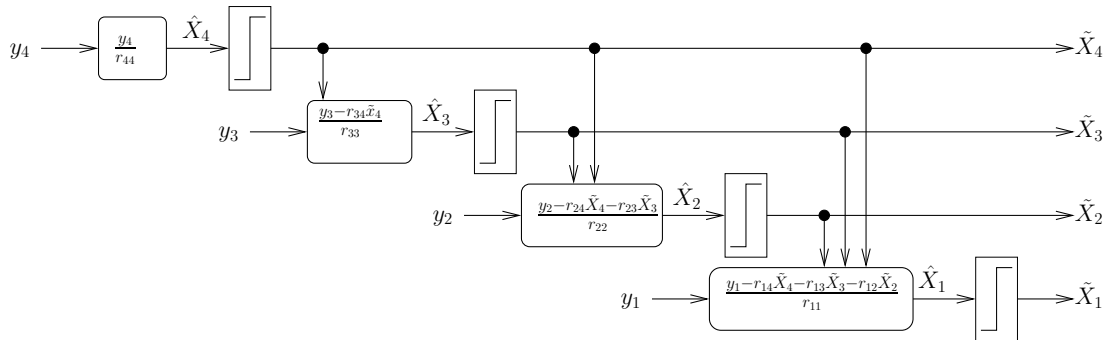 y₄ y₄/r₄₄ X̂₄ X̃₄
y₃ (y₃−r₃₄x̃₄)/r₃₃ X̂₃ X̃₃
y₂ (y₂−r₂₄X̃₄−r₂₃X̃₃)/r₂₂ X̂₂ X̃₂
y₁ (y₁−r₁₄X̃₄−r₁₃X̃₃−r₁₂X̃₂)/r₁₁ X̂₁ X̃₁